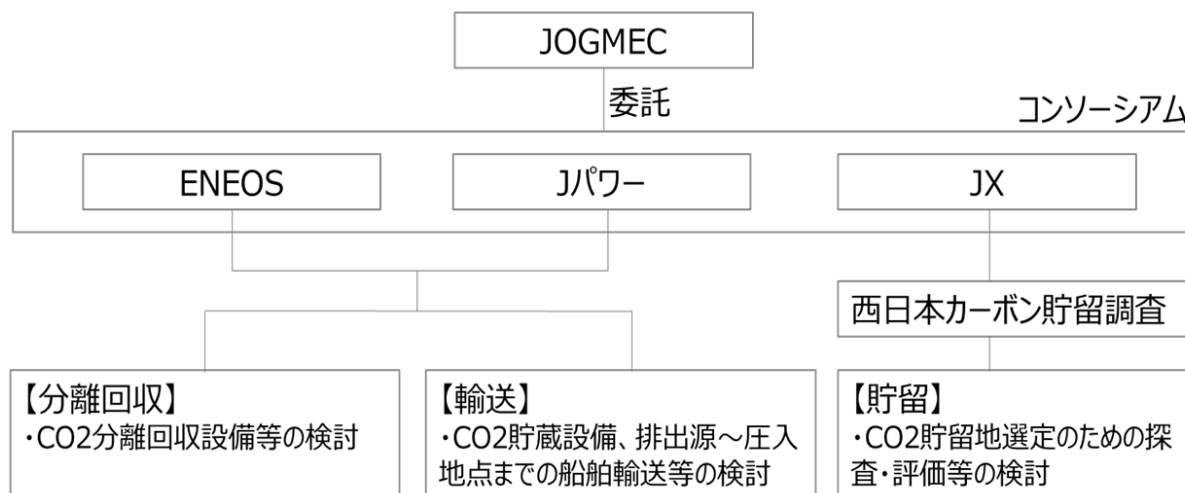 JOGMEC
委託
コンソーシアム
ENEOS
Jパワー
JX
西日本カーボン貯留調査
【分離回収】
・CO2分離回収設備等の検討
【輸送】
・CO2貯蔵設備、排出源～圧入
地点までの船舶輸送等の検討
【貯留】
・CO2貯留地選定のための探
査・評価等の検討